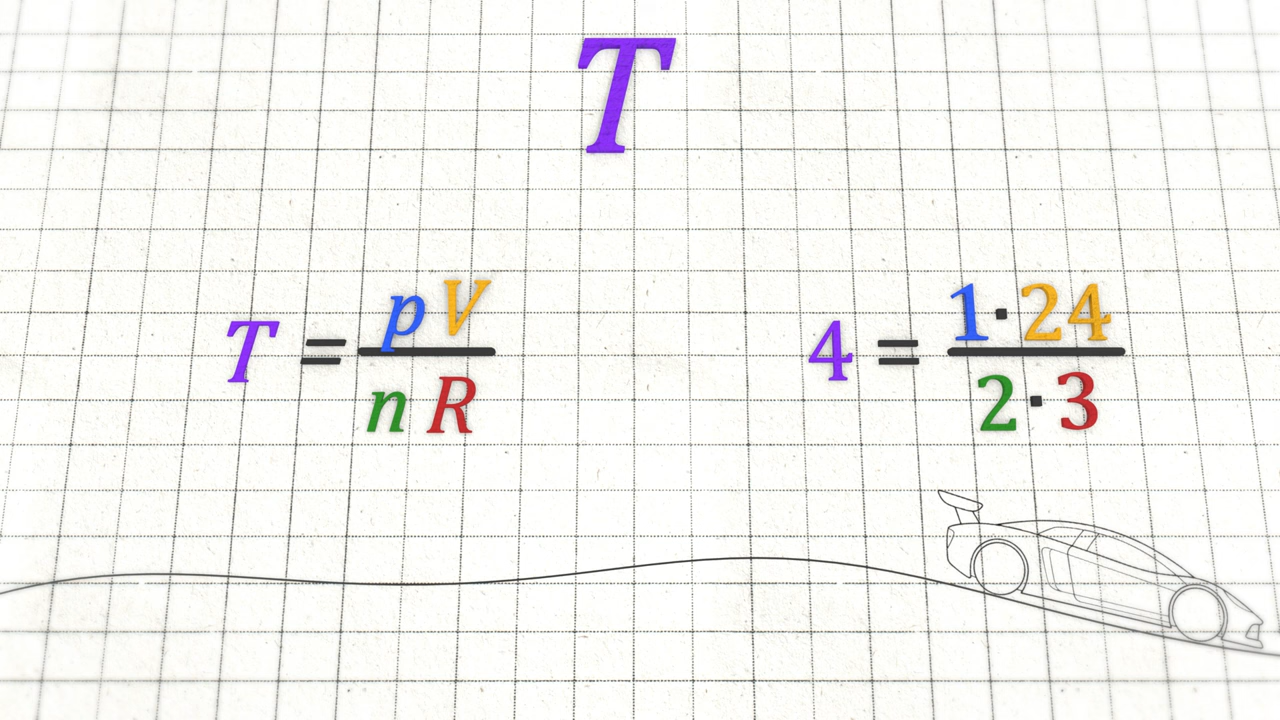 T
T = pV / nR
4 = 1·24 / 2·3